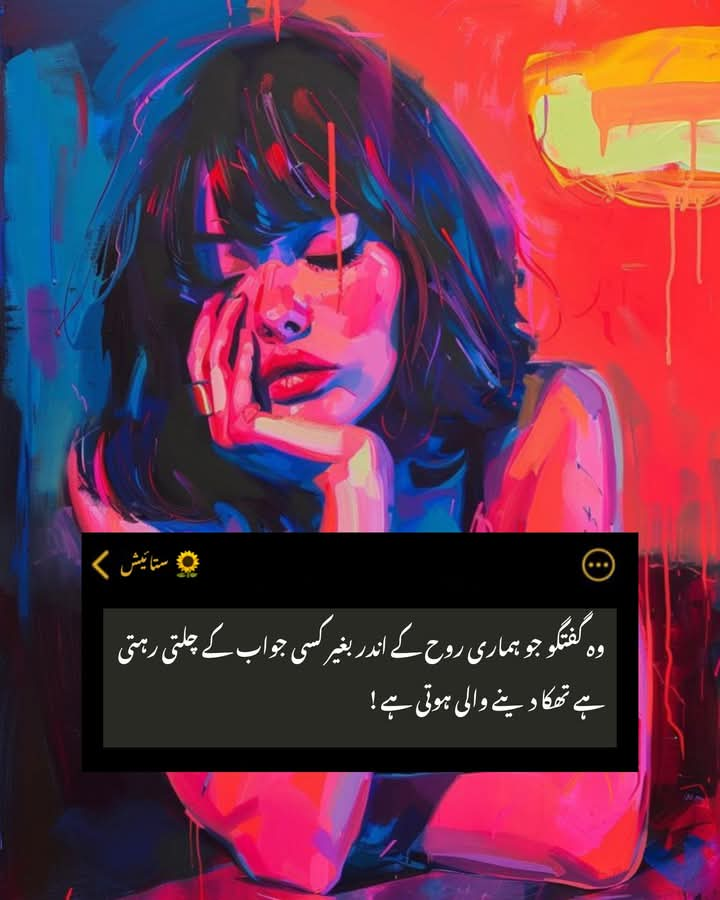 ستائیش 🌻
وہ گفتگو جو ہماری روح کے اندر بغیر کسی جواب کے چلتی رہتی
ہے تھکا دینے والی ہوتی ہے !